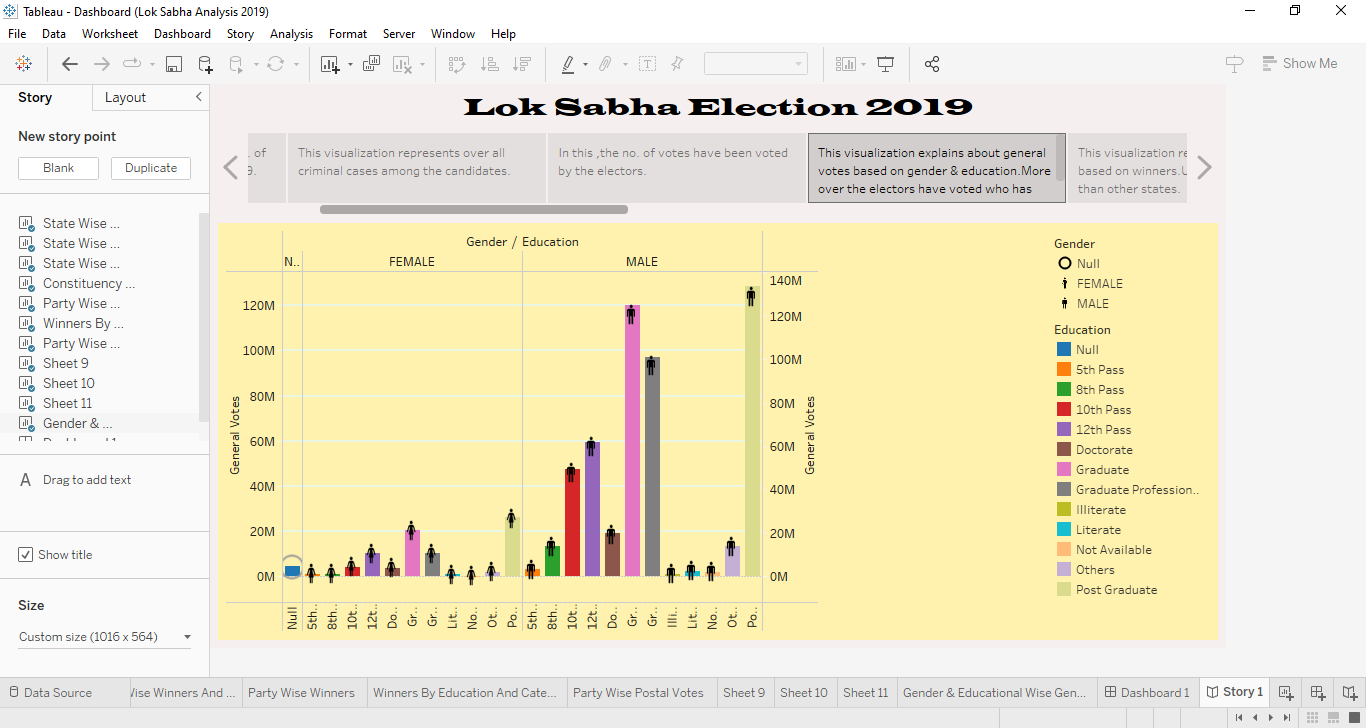 Tableau - Dashboard (Lok Sabha Analysis 2019)
File Data Worksheet Dashboard Story Analysis Format Server Window Help
Show Me
Story Layout
New story point
Blank Duplicate
State Wise ...
State Wise ...
State Wise ...
Constituency ...
Party Wise ...
Winners By ...
Party Wise ...
Sheet 9
Sheet 10
Sheet 11
Gender & ...
Drag to add text
Show title
Size
Custom size (1016 x 564)
Lok Sabha Election 2019
. of
9.
This visualization represents over all
criminal cases among the candidates.
In this ,the no. of votes have been voted
by the electors.
This visualization explains about general
votes based on gender & education.More
over the electors have voted who has
This visualization re
based on winners.U
than other states.
Gender / Education
N.. FEMALE MALE
General Votes
120M
100M
80M
60M
40M
20M
0M
140M
120M
100M
80M
60M
40M
20M
0M
General Votes
Null 5th.. 8th.. 10t.. 12t.. Do.. Gr.. Gr.. Lit.. No.. Ot.. Po.. 5th.. 8th.. 10t.. 12t.. Do.. Gr.. Gr.. Illi.. Lit.. No.. Ot.. Po..
Gender
Null
FEMALE
MALE
Education
Null
5th Pass
8th Pass
10th Pass
12th Pass
Doctorate
Graduate
Graduate Profession..
Illiterate
Literate
Not Available
Others
Post Graduate
Data Source Wise Winners And ... Party Wise Winners Winners By Education And Cate... Party Wise Postal Votes Sheet 9 Sheet 10 Sheet 11 Gender & Educational Wise Gen... Dashboard 1 Story 1